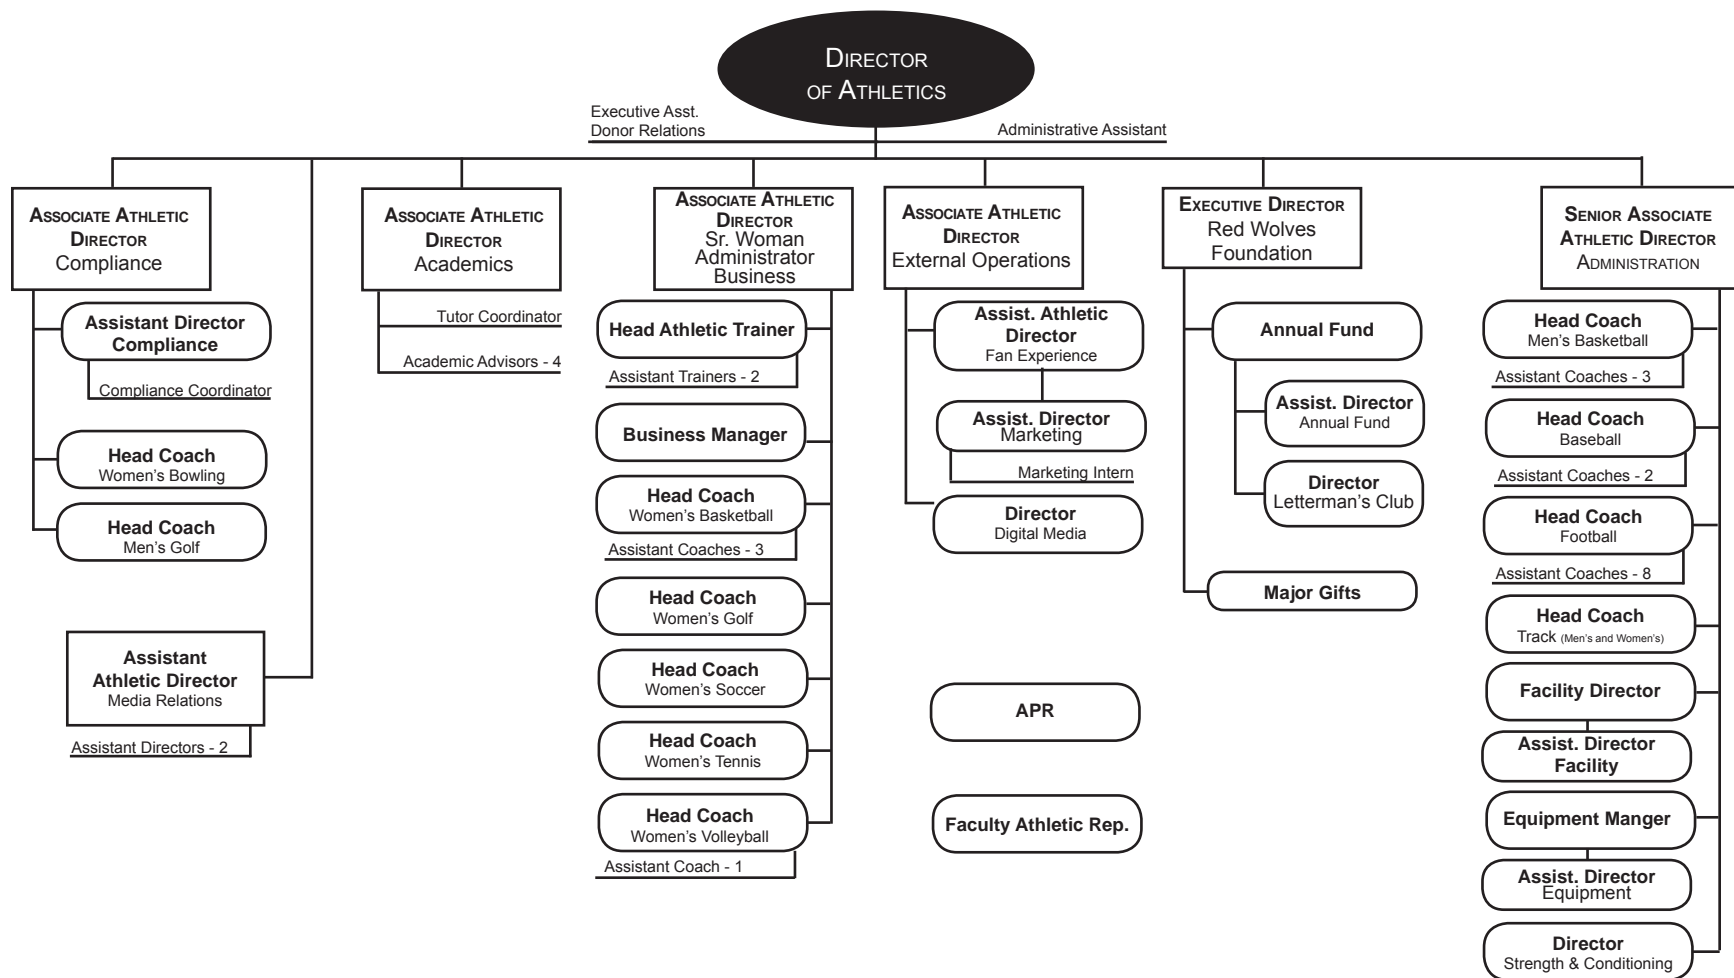 DIRECTOR
OF ATHLETICS
Executive Asst.
Donor Relations
Administrative Assistant
ASSOCIATE ATHLETIC
DIRECTOR
Compliance
Assistant Director
Compliance
Compliance Coordinator
Head Coach
Women's Bowling
Head Coach
Men's Golf
Assistant
Athletic Director
Media Relations
Assistant Directors - 2
ASSOCIATE ATHLETIC
DIRECTOR
Academics
Tutor Coordinator
Academic Advisors - 4
ASSOCIATE ATHLETIC
DIRECTOR
Sr. Woman
Administrator
Business
Head Athletic Trainer
Assistant Trainers - 2
Business Manager
Head Coach
Women's Basketball
Assistant Coaches - 3
Head Coach
Women's Golf
Head Coach
Women's Soccer
Head Coach
Women's Tennis
Head Coach
Women's Volleyball
Assistant Coach - 1
ASSOCIATE ATHLETIC
DIRECTOR
External Operations
Assist. Athletic
Director
Fan Experience
Assist. Director
Marketing
Marketing Intern
Director
Digital Media
APR
Faculty Athletic Rep.
EXECUTIVE DIRECTOR
Red Wolves
Foundation
Annual Fund
Assist. Director
Annual Fund
Director
Letterman's Club
Major Gifts
SENIOR ASSOCIATE
ATHLETIC DIRECTOR
ADMINISTRATION
Head Coach
Men's Basketball
Assistant Coaches - 3
Head Coach
Baseball
Assistant Coaches - 2
Head Coach
Football
Assistant Coaches - 8
Head Coach
Track (Men's and Women's)
Facility Director
Assist. Director
Facility
Equipment Manger
Assist. Director
Equipment
Director
Strength & Conditioning